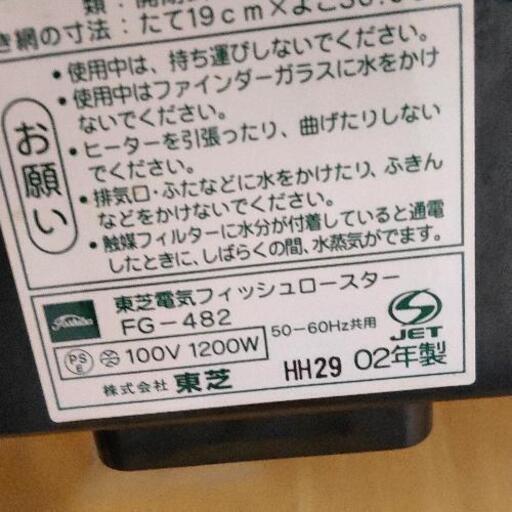 き網の寸法：たて19cm×よこ
お願い
・使用中は、持ち運びしないでください。
・使用中はファインダーガラスに水をかけ
ないでください。
・ヒーターを引張ったり、曲げたりしない
でください。
・排気口・ふたなどに水をかけたり、ふきん
などをかけないでください。
・触媒フィルターに水分が付着していると通電
したときに、しばらくの間、水蒸気がでます。
東芝電気フィッシュロースター
FG-482
50-60Hz共用
JET
PS
E
100V 1200W
株式会社 東芝
HH29 02年製